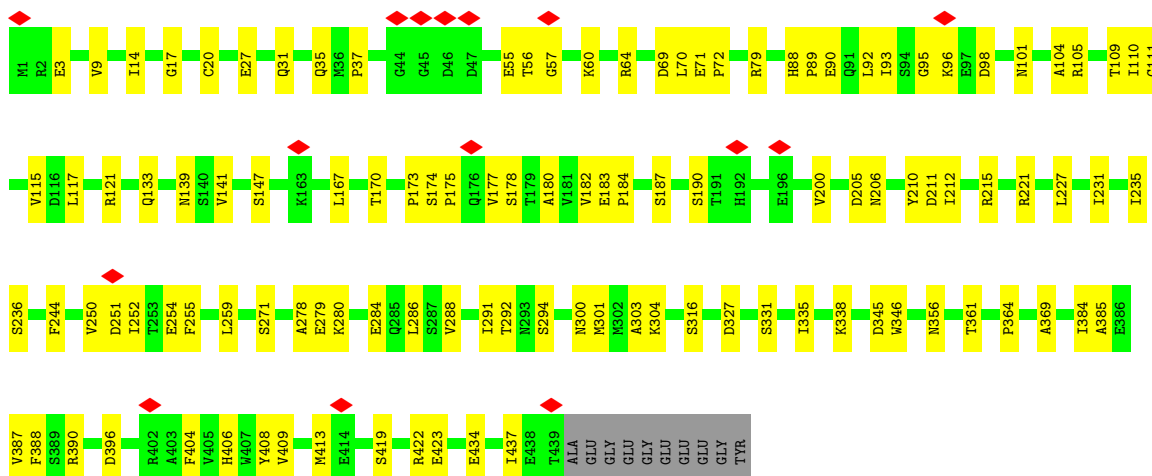 M1 R2 E3 V9 I14 G17 C20 E27 Q31 Q35 M36 P37 G44 G45 D46 D47 E55 T56 G57 K60 R64 D69 L70 E71 P72 R79 H88 P89 E90 Q91 L92 I93 S94 G95 K96 E97 D98 N101 A104 R105 T109 I110 G111
V115 D116 L117 R121 Q133 N139 S140 V141 S147 K163 L167 T170 P173 S174 P175 Q176 V177 S178 T179 A180 V181 V182 E183 P184 S187 S190 T191 H192 E196 V200 D205 N206 Y210 D211 I212 R215 R221 L227 I231 I235
S236 F244 V250 D251 I252 T253 E254 F255 L259 S271 A278 E279 K280 E284 Q285 L286 S287 V288 I291 T292 N293 S294 N300 M301 M302 A303 K304 S316 D327 S331 I335 K338 D345 W346 N356 T361 P364 A369 I384 A385 E386
V387 F388 S389 R390 D396 R402 A403 F404 V405 H406 W407 Y408 V409 M413 E414 S419 R422 E423 E434 I437 E438 T439 ALA GLU GLY GLU GLU GLY GLU GLU GLU GLY TYR